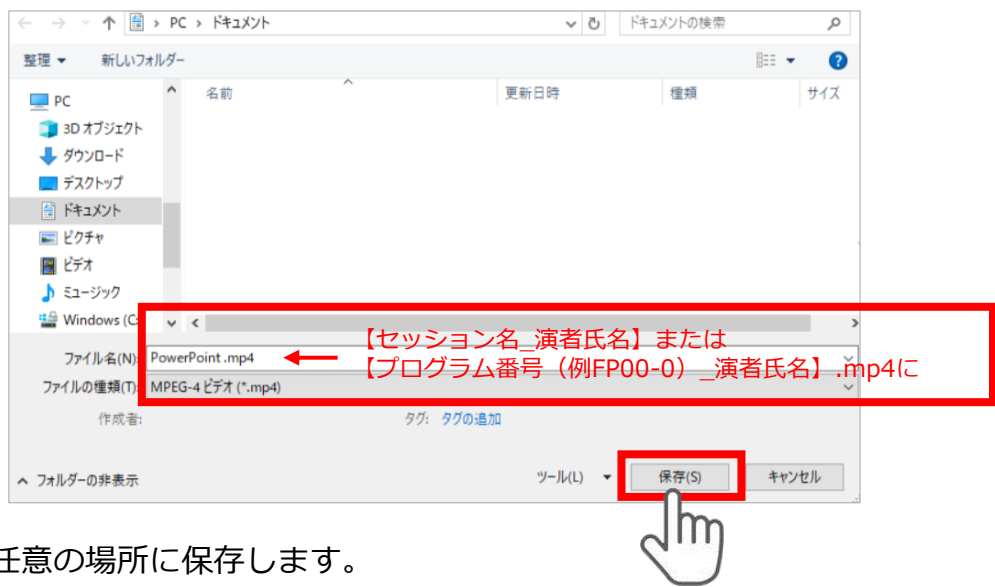 PC › ドキュメント
ドキュメントの検索
整理
新しいフォルダー
名前
更新日時
種類
サイズ
PC
3D オブジェクト
ダウンロード
デスクトップ
ドキュメント
ピクチャ
ビデオ
ミュージック
Windows (C:
【セッション名_演者氏名】または
ファイル名(N): PowerPoint .mp4
【プログラム番号（例FP00-0）_演者氏名】.mp4に
ファイルの種類(T): MPEG-4 ビデオ (*.mp4)
作成者:
タグ: タグの追加
フォルダーの非表示
ツール(L)
保存(S)
キャンセル
任意の場所に保存します。